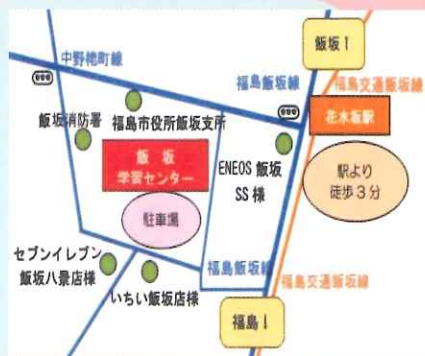 飯坂↑
中野桜町線
福島飯坂線
福島交通飯坂線
花水坂駅
飯坂消防署
福島市役所飯坂支所
飯坂
学習センター
ENEOS 飯坂
SS 様
駅より
徒歩3分
駐車場
セブンイレブン
飯坂八景店様
いちい飯坂店様
福島飯坂線
福島交通飯坂線
福島↓